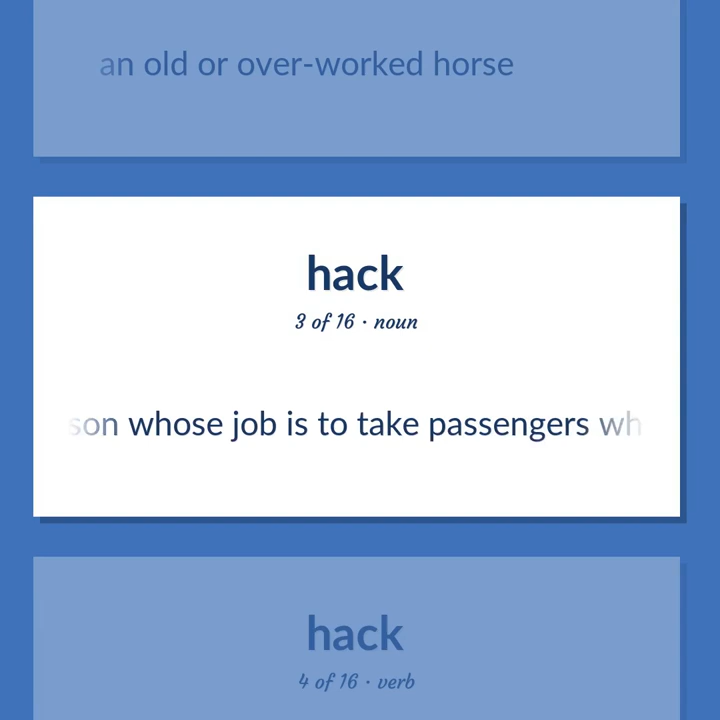 an old or over-worked horse
hack
3 of 16 · noun
son whose job is to take passengers wh
hack
4 of 16 · verb